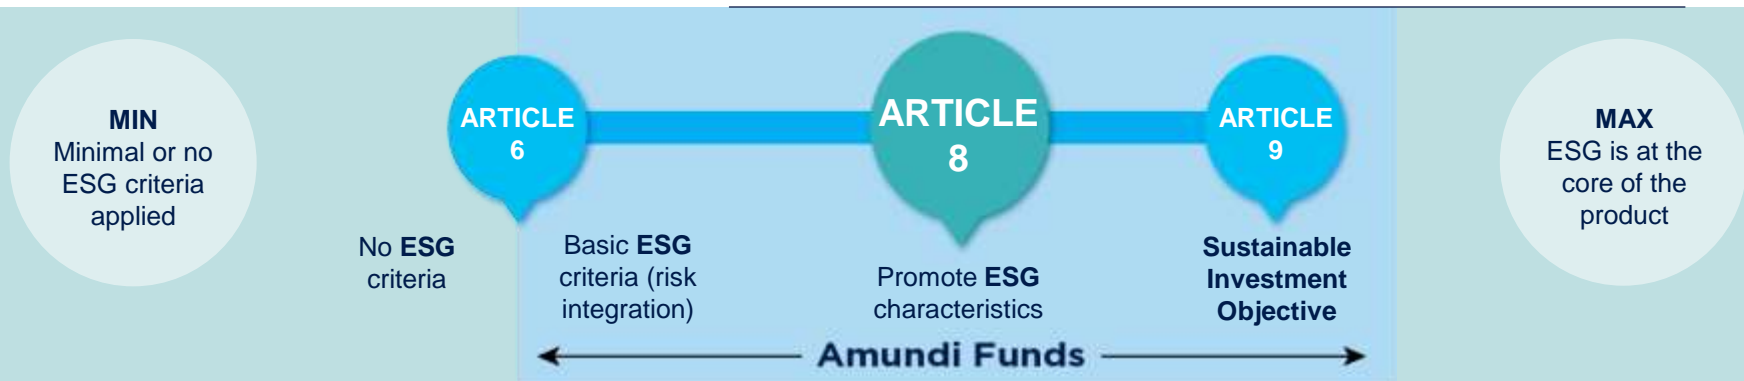 MIN
Minimal or no
ESG criteria
applied
ARTICLE
6
No ESG
criteria
Basic ESG
criteria (risk
integration)
ARTICLE
8
Promote ESG
characteristics
ARTICLE
9
Sustainable
Investment
Objective
MAX
ESG is at the
core of the
product
Amundi Funds